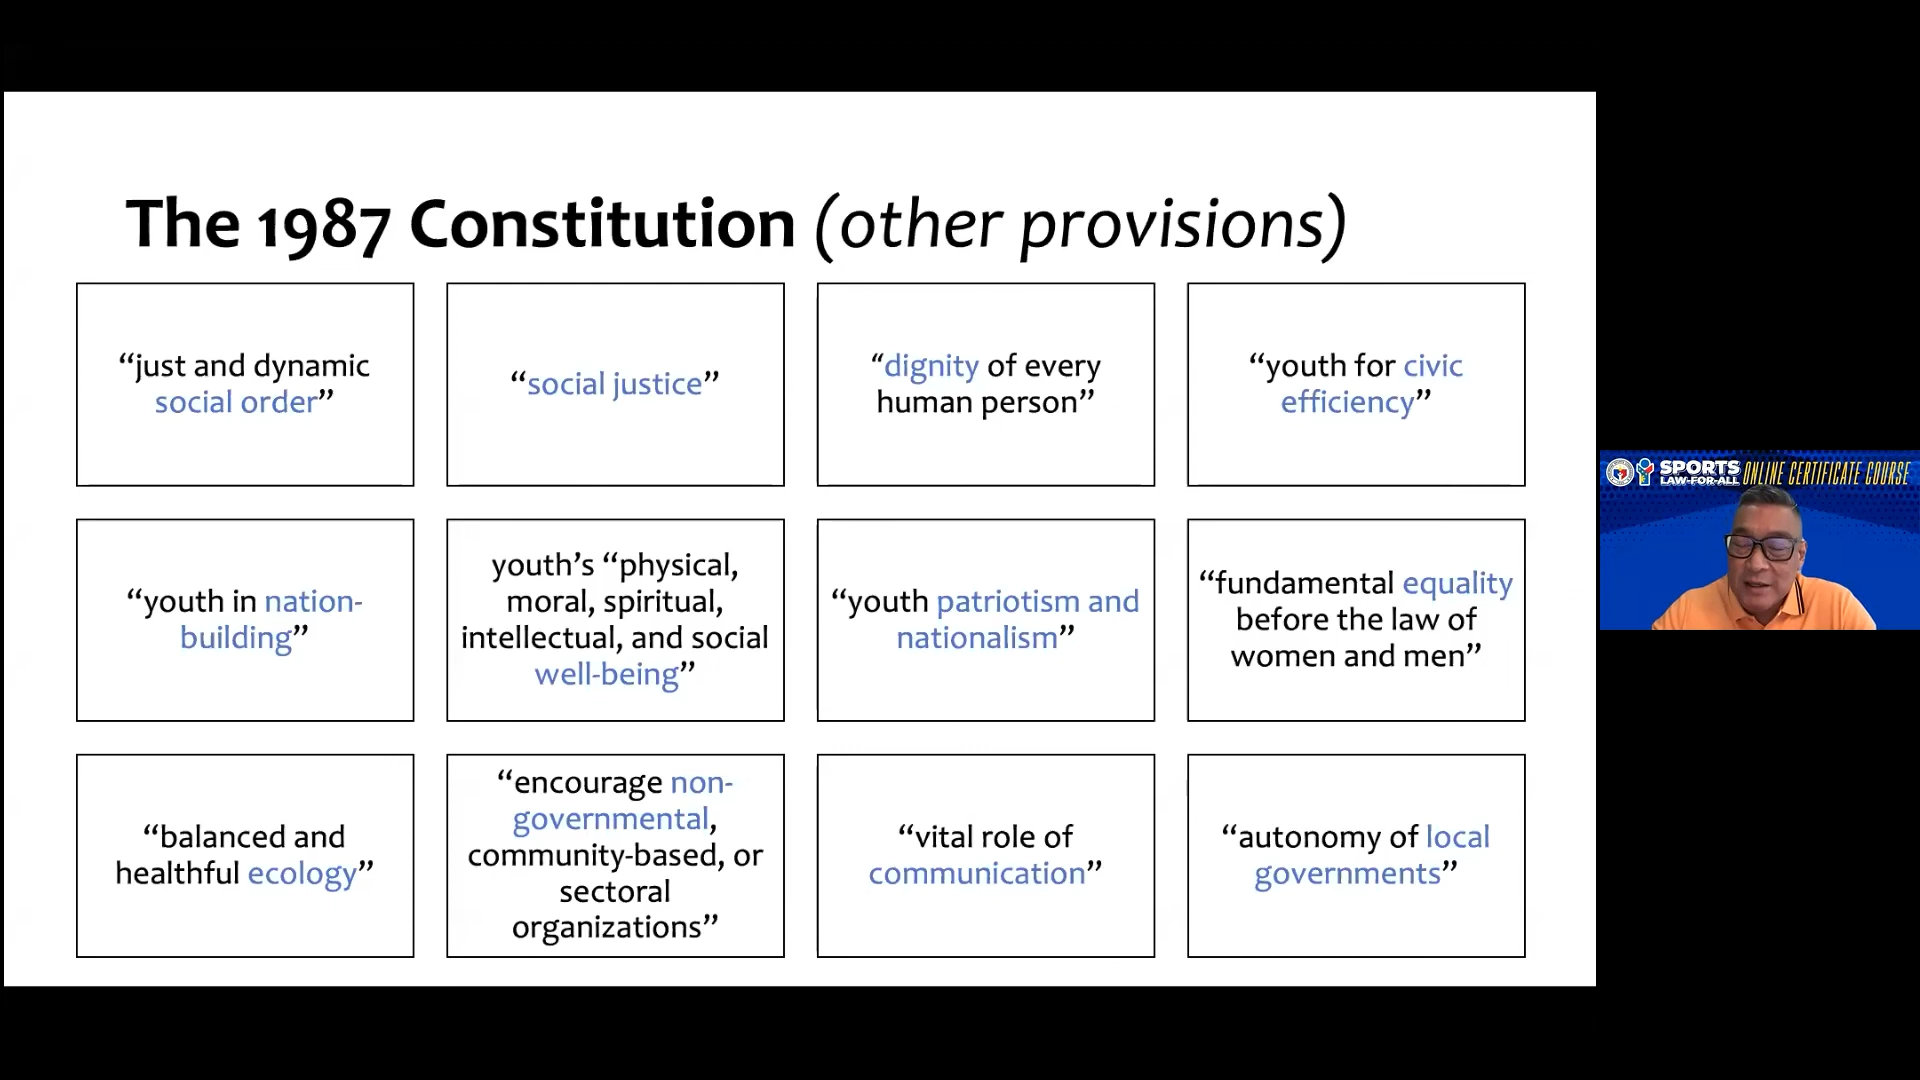 The 1987 Constitution (other provisions)
“just and dynamic
social order”
“social justice”
“dignity of every
human person”
“youth for civic
efficiency”
“youth in nation-
building”
youth’s “physical,
moral, spiritual,
intellectual, and social
well-being”
“youth patriotism and
nationalism”
“fundamental equality
before the law of
women and men”
“balanced and
healthful ecology”
“encourage non-
governmental,
community-based, or
sectoral
organizations”
“vital role of
communication”
“autonomy of local
governments”
SPORTS
LAW-FOR-ALL
ONLINE CERTIFICATE COURSE